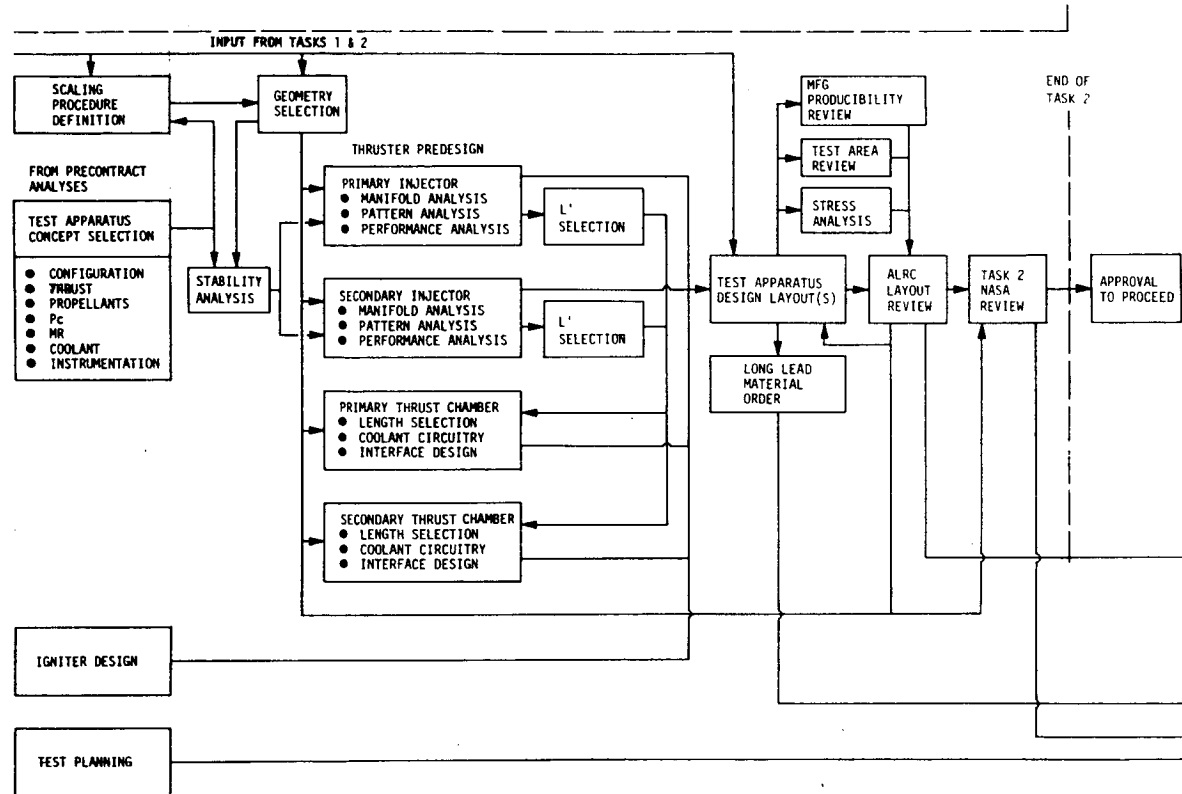 INPUT FROM TASKS 1 & 2
SCALING
PROCEDURE
DEFINITION
GEOMETRY
SELECTION
MFG
PRODUCIBILITY
REVIEW
END OF
TASK 2
THRUSTER PREDESIGN
TEST AREA
REVIEW
FROM PRECONTRACT
ANALYSES
PRIMARY INJECTOR
● MANIFOLD ANALYSIS
● PATTERN ANALYSIS
● PERFORMANCE ANALYSIS
L'
SELECTION
STRESS
ANALYSIS
TEST APPARATUS
CONCEPT SELECTION
● CONFIGURATION
● THRUST
● PROPELLANTS
● Pc
● MR
● COOLANT
● INSTRUMENTATION
STABILITY
ANALYSIS
SECONDARY INJECTOR
● MANIFOLD ANALYSIS
● PATTERN ANALYSIS
● PERFORMANCE ANALYSIS
L'
SELECTION
TEST APPARATUS
DESIGN LAYOUT(S)
ALRC
LAYOUT
REVIEW
TASK 2
NASA
REVIEW
APPROVAL
TO PROCEED
LONG LEAD
MATERIAL
ORDER
PRIMARY THRUST CHAMBER
● LENGTH SELECTION
● COOLANT CIRCUITRY
● INTERFACE DESIGN
SECONDARY THRUST CHAMBER
● LENGTH SELECTION
● COOLANT CIRCUITRY
● INTERFACE DESIGN
IGNITER DESIGN
TEST PLANNING